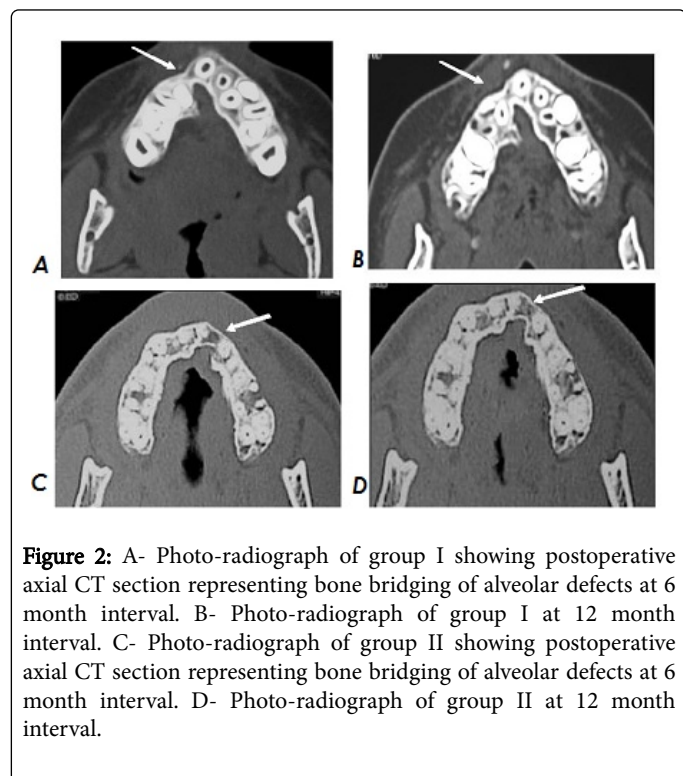 A
B
C
D
Figure 2: A- Photo-radiograph of group I showing postoperative
axial CT section representing bone bridging of alveolar defects at 6
month interval. B- Photo-radiograph of group I at 12 month
interval. C- Photo-radiograph of group II showing postoperative
axial CT section representing bone bridging of alveolar defects at 6
month interval. D- Photo-radiograph of group II at 12 month
interval.